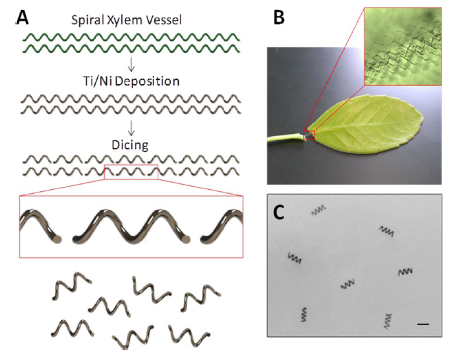 A
Spiral Xylem Vessel
Ti/Ni Deposition
Dicing
B
C